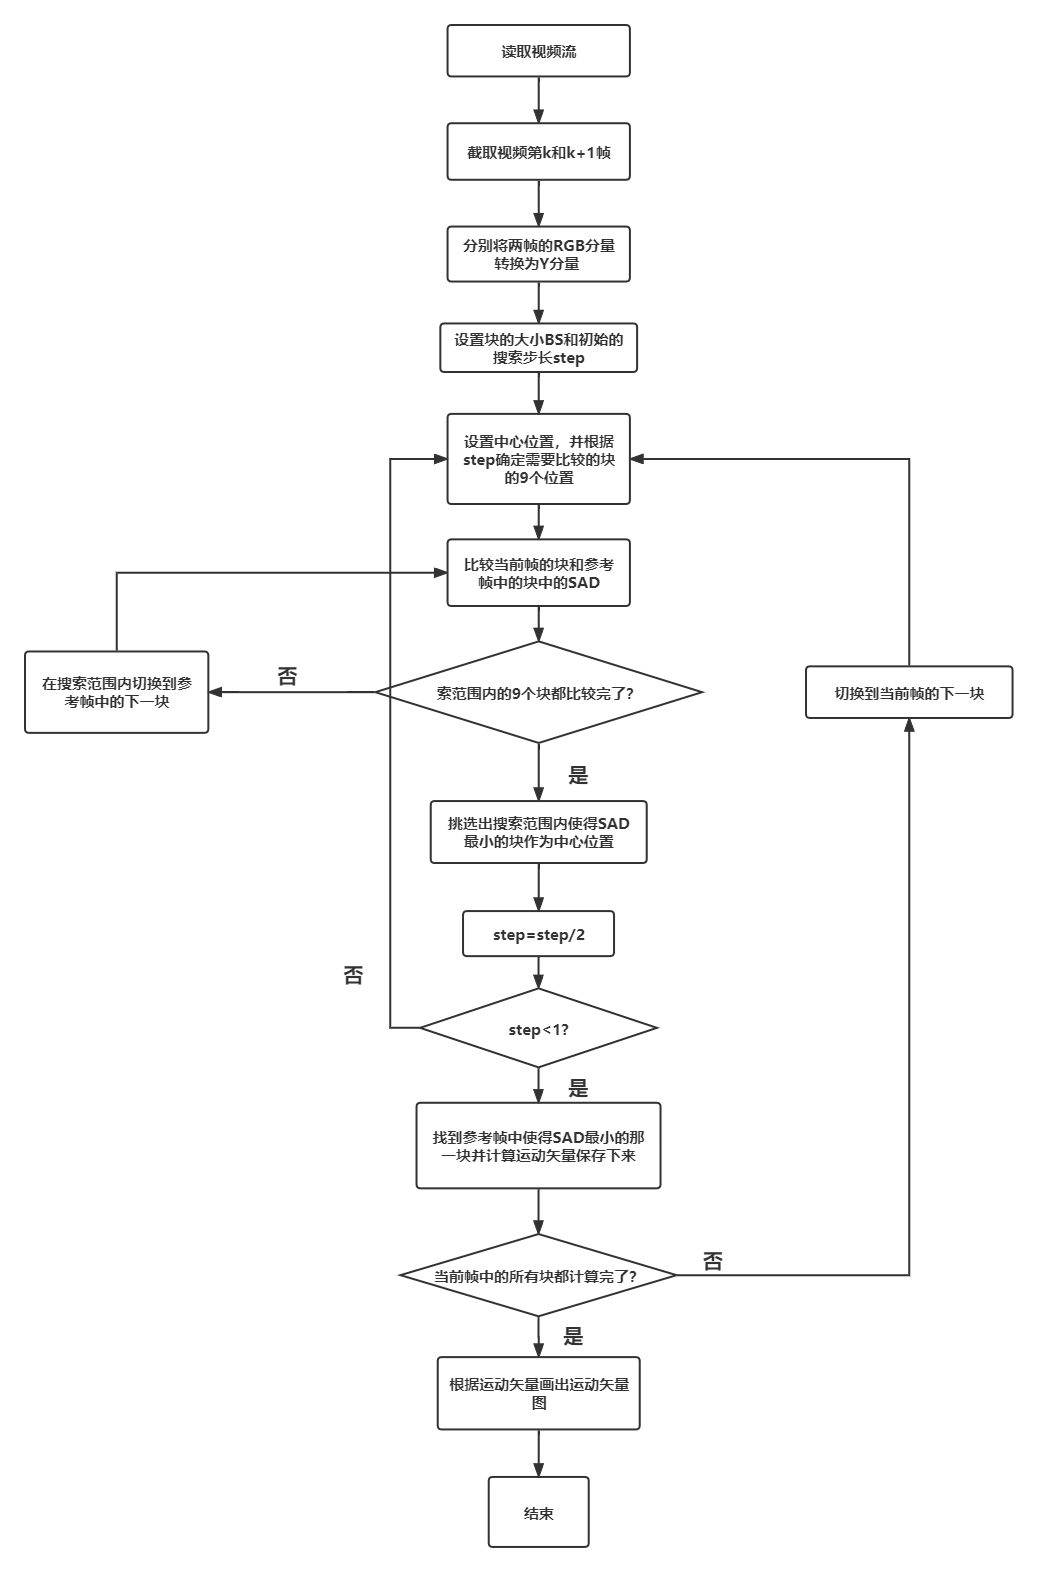 读取视频流
截取视频第k和k+1帧
分别将两帧的RGB分量
转换为Y分量
设置块的大小BS和初始的
搜索步长step
设置中心位置，并根据
step确定需要比较的块
的9个位置
比较当前帧的块和参考
帧中的块中的SAD
在搜索范围内切换到参
考帧中的下一块
否
索范围内的9个块都比较完了?
切换到当前帧的下一块
是
挑选出搜索范围内使得SAD
最小的块作为中心位置
step=step/2
否
step<1?
是
找到参考帧中使得SAD最小的那
一块并计算运动矢量保存下来
当前帧中的所有块都计算完了?
否
是
根据运动矢量画出运动矢量
图
结束